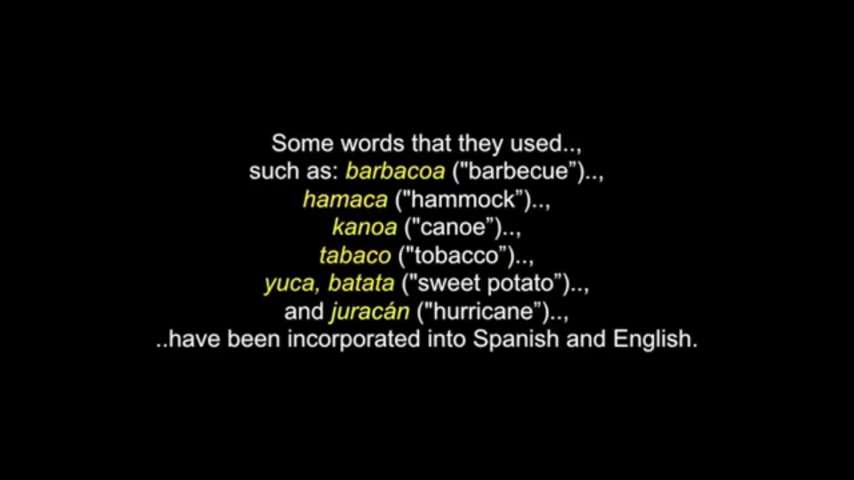 Some words that they used..,
such as: barbacoa ("barbecue”)..,
hamaca ("hammock”)..,
kanoa ("canoe”)..,
tabaco ("tobacco”)..,
yuca, batata ("sweet potato”)..,
and juracán ("hurricane”)..,
..have been incorporated into Spanish and English.